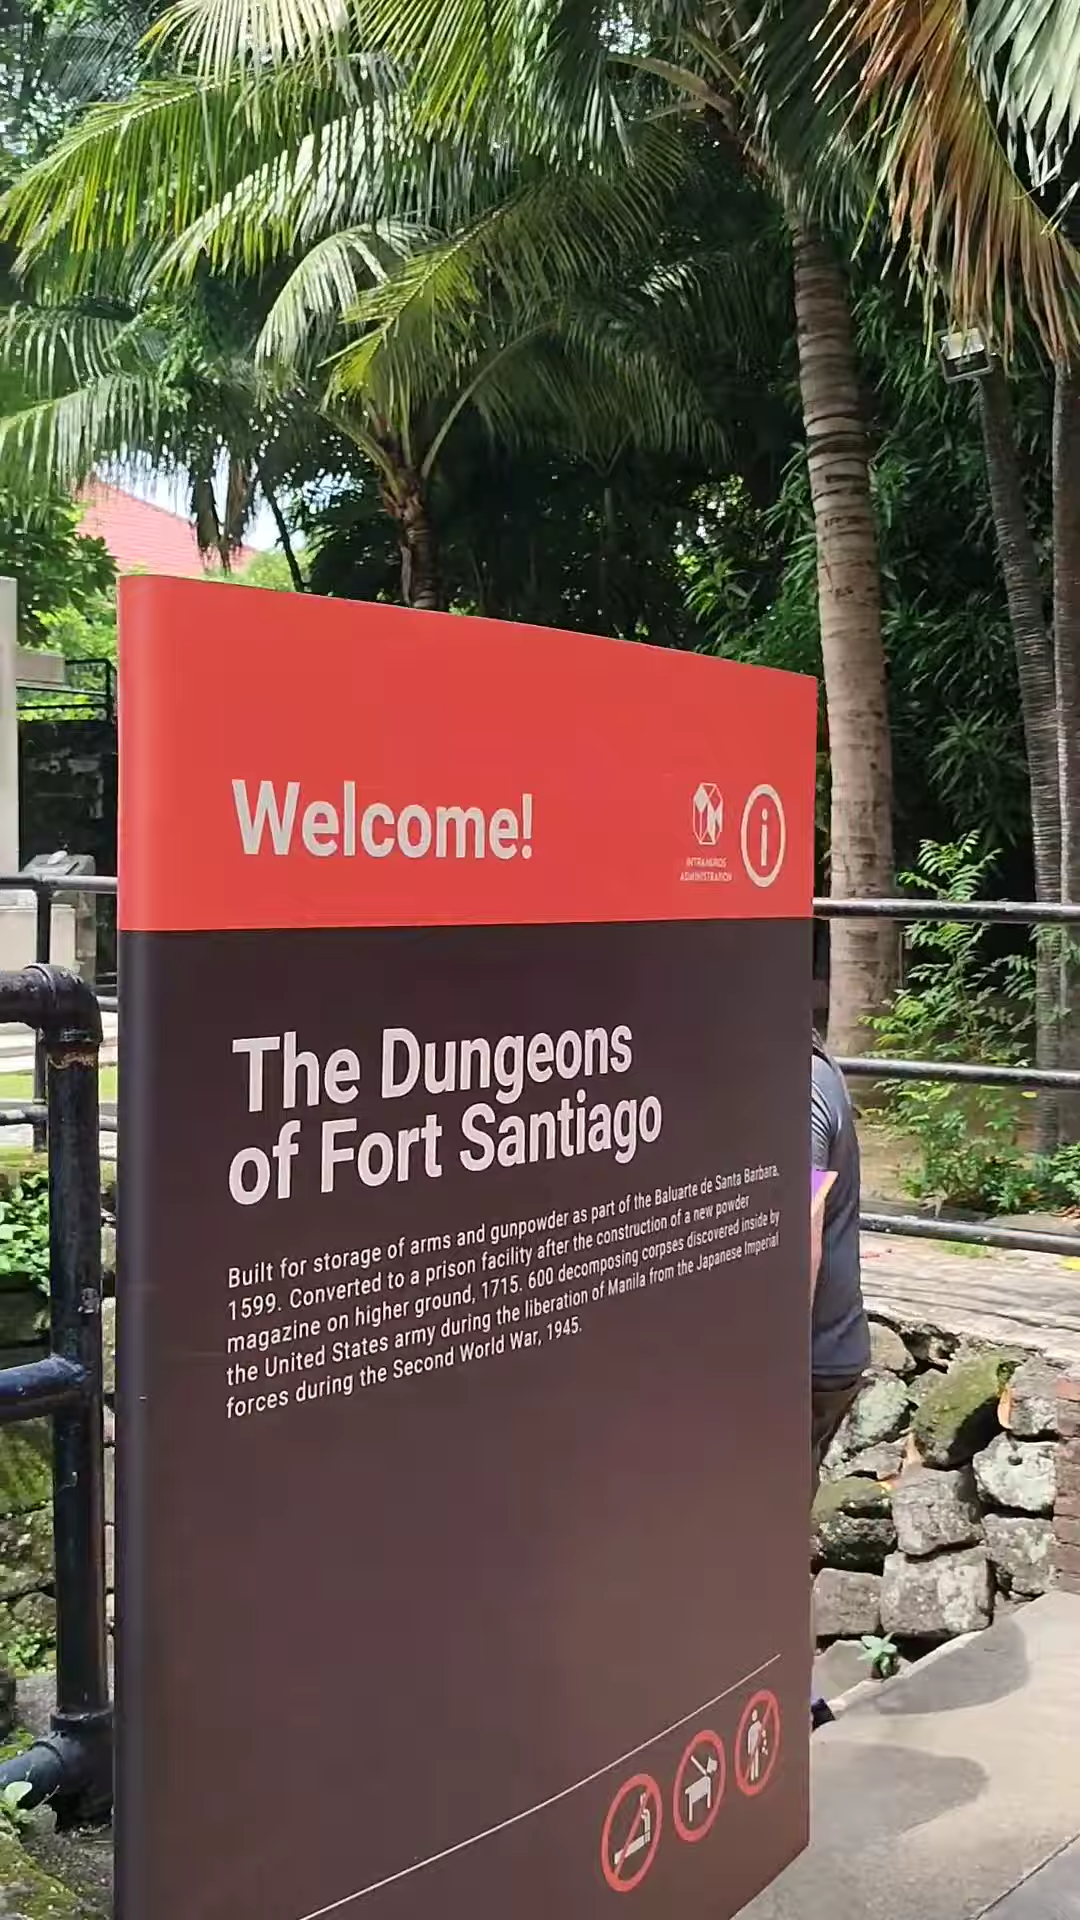 Welcome!
INTRAMUROS
ADMINISTRATION
i
The Dungeons
of Fort Santiago
Built for storage of arms and gunpowder as part of the Baluarte de Santa Barbara,
1599. Converted to a prison facility after the construction of a new powder
magazine on higher ground, 1715. 600 decomposing corpses discovered inside by
the United States army during the liberation of Manila from the Japanese Imperial
forces during the Second World War, 1945.